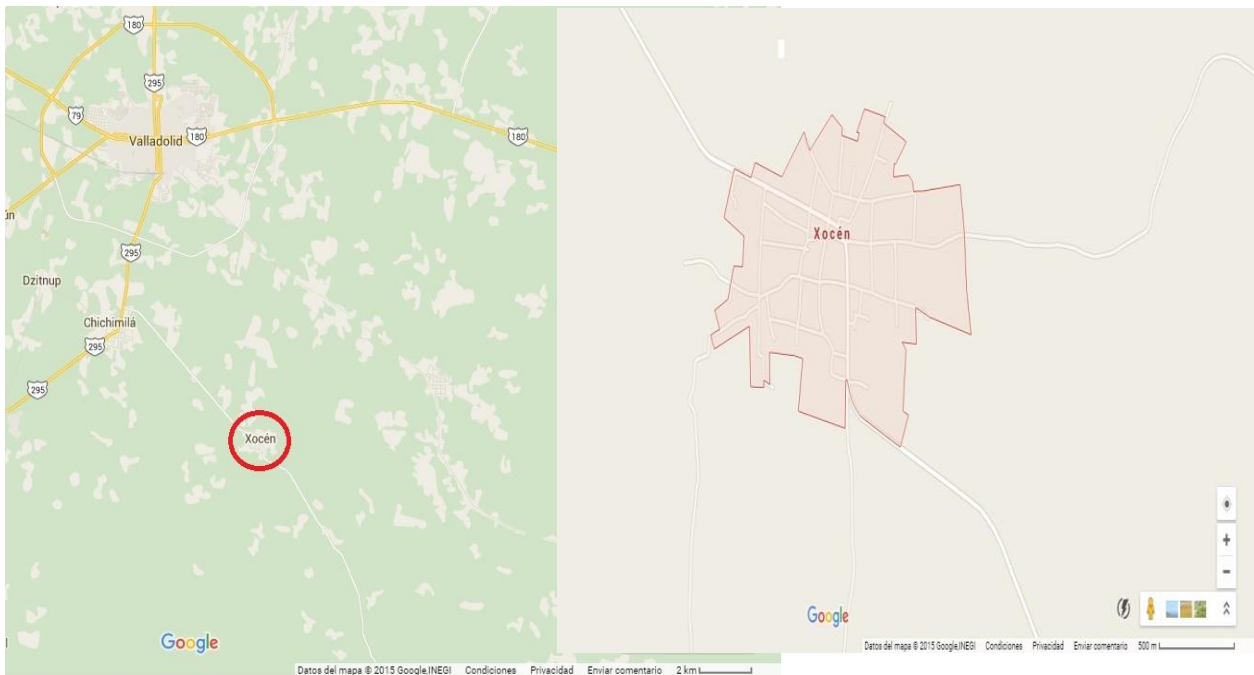 180
295
79
Valladolid
180
180
ún
295
Dzitnup
Chichimilá
295
295
Xocén
Google
Datos del mapa © 2015 Google,INEGI Condiciones Privacidad Enviar comentario 2 km
Xocén
Google
Datos del mapa © 2015 Google,INEGI Condiciones Privacidad Enviar comentario 500 m